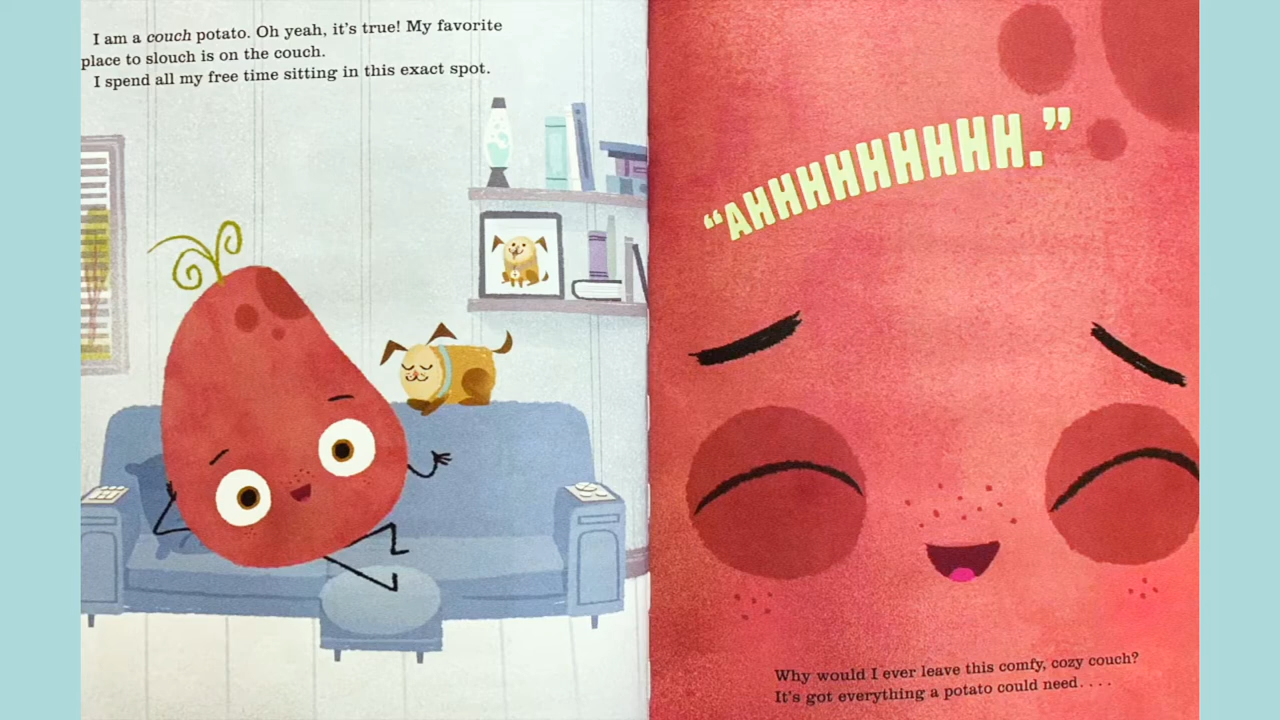 I am a couch potato. Oh yeah, it's true! My favorite
place to slouch is on the couch.
I spend all my free time sitting in this exact spot.
“AHHHHHHHHH.”
Why would I ever leave this comfy, cozy couch?
It's got everything a potato could need. . . .